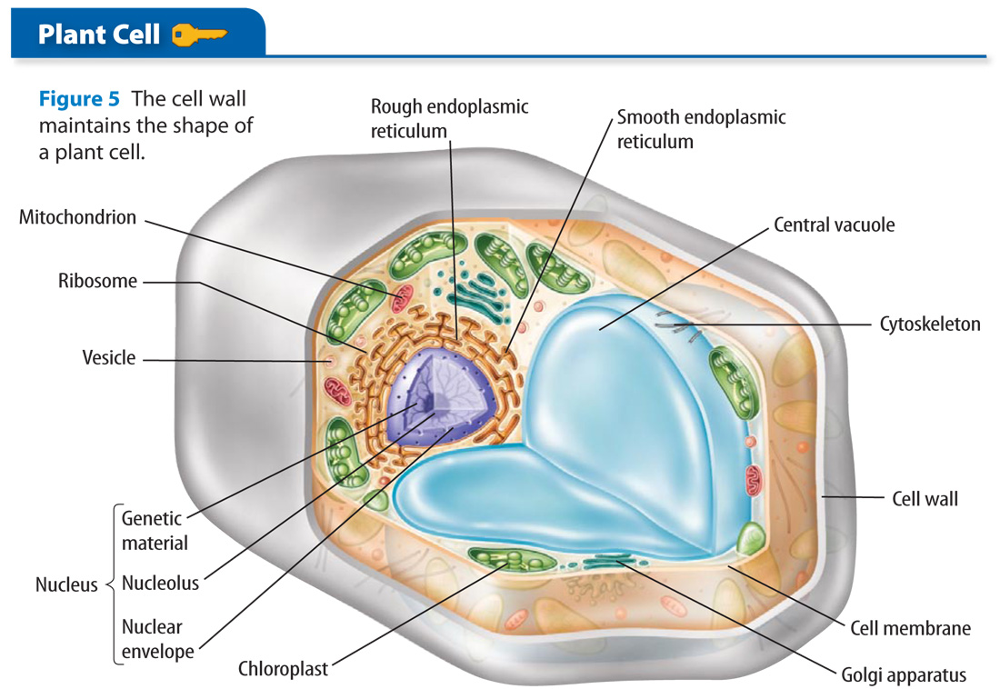 Plant Cell
Figure 5 The cell wall
maintains the shape of
a plant cell.
Rough endoplasmic
reticulum
Smooth endoplasmic
reticulum
Mitochondrion
Central vacuole
Ribosome
Cytoskeleton
Vesicle
Cell wall
Genetic
material
Nucleus
Nucleolus
Nuclear
envelope
Cell membrane
Chloroplast
Golgi apparatus